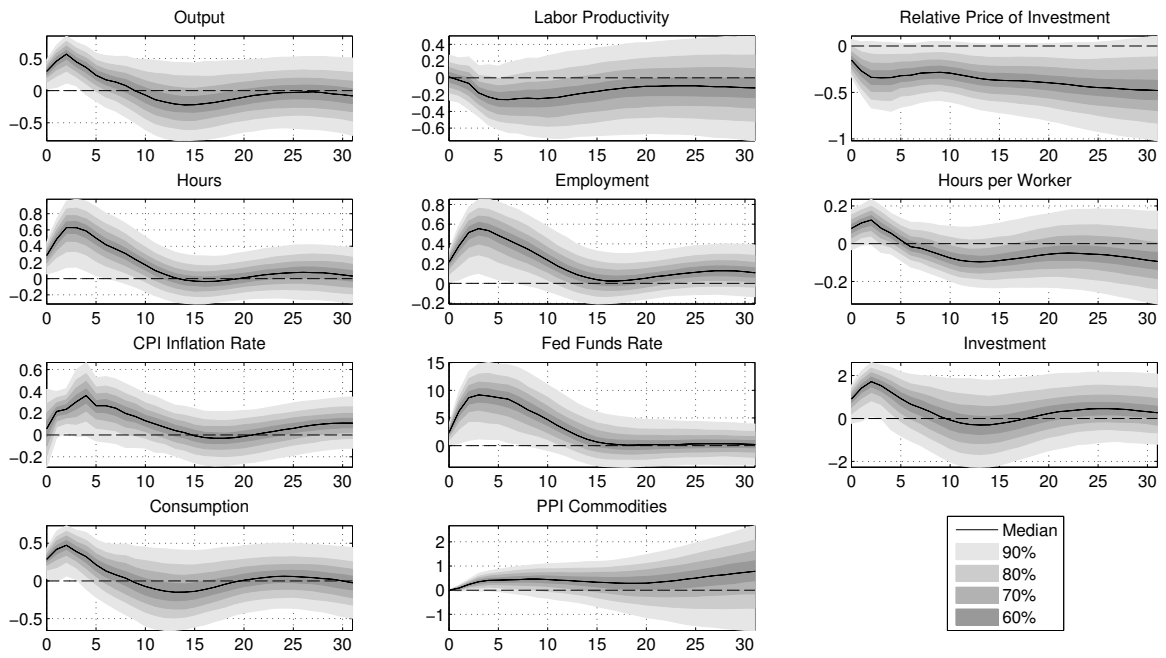 Output
Labor Productivity
Relative Price of Investment
0.5
0
−0.5
0 5 10 15 20 25 30
0.4
0.2
0
−0.2
−0.4
−0.6
0 5 10 15 20 25 30
0
−0.5
−1
0 5 10 15 20 25 30
Hours
Employment
Hours per Worker
0.8
0.6
0.4
0.2
0
−0.2
0 5 10 15 20 25 30
0.8
0.6
0.4
0.2
0
−0.2
0 5 10 15 20 25 30
0.2
0
−0.2
0 5 10 15 20 25 30
CPI Inflation Rate
Fed Funds Rate
Investment
0.6
0.4
0.2
0
−0.2
0 5 10 15 20 25 30
15
10
5
0
0 5 10 15 20 25 30
2
0
−2
0 5 10 15 20 25 30
Consumption
PPI Commodities
0.5
0
−0.5
0 5 10 15 20 25 30
2
1
0
−1
0 5 10 15 20 25 30
Median
90%
80%
70%
60%